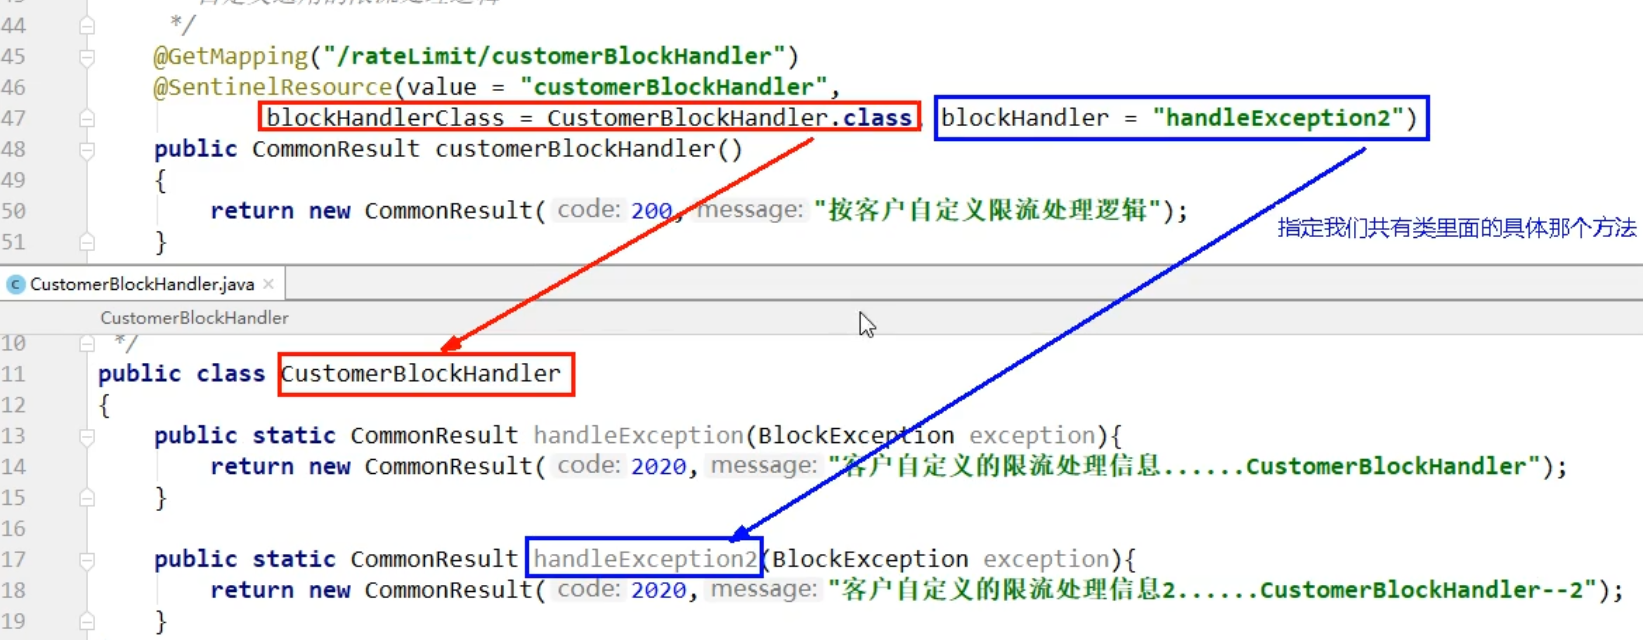 44 */
45 @GetMapping("/rateLimit/customerBlockHandler")
46 @SentinelResource(value = "customerBlockHandler",
47 blockHandlerClass = CustomerBlockHandler.class, blockHandler = "handleException2")
48 public CommonResult customerBlockHandler()
49 {
50 return new CommonResult( code: 200, message: "按客户自定义限流处理逻辑");
指定我们共有类里面的具体那个方法
51 }
CustomerBlockHandler.java
CustomerBlockHandler
10 */
11 public class CustomerBlockHandler
12 {
13 public static CommonResult handleException(BlockException exception){
14 return new CommonResult( code: 2020, message: "客户自定义的限流处理信息......CustomerBlockHandler");
15 }
16
17 public static CommonResult handleException2(BlockException exception){
18 return new CommonResult( code: 2020, message: "客户自定义的限流处理信息2......CustomerBlockHandler--2");
19 }